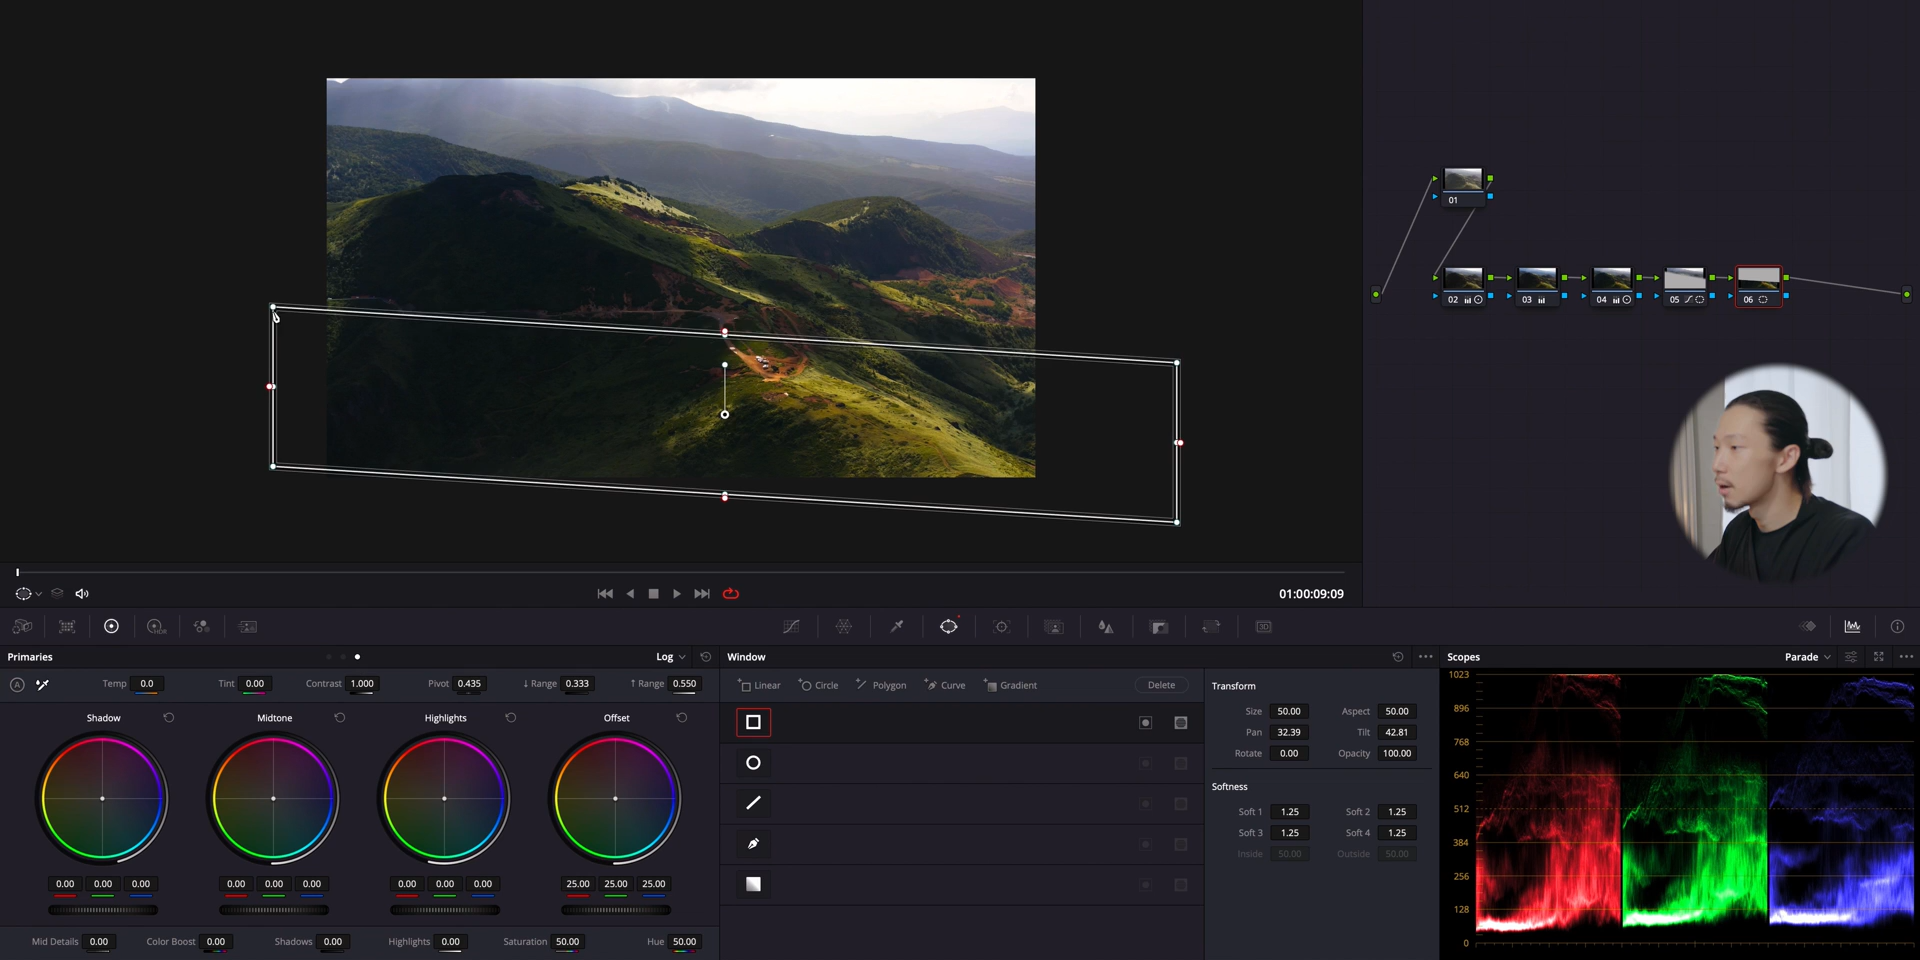 01
02
03
04
05
06
01:00:09:09
HDR
3D
Primaries
Log
Window
Scopes
Parade
A
Temp 0.0
Tint 0.00
Contrast 1.000
Pivot 0.435
↓ Range 0.333
↑ Range 0.550
Linear
Circle
Polygon
Curve
Gradient
Delete
Transform
Size 50.00 Aspect 50.00
Pan 32.39 Tilt 42.81
Rotate 0.00 Opacity 100.00
Softness
Soft 1 1.25 Soft 2 1.25
Soft 3 1.25 Soft 4 1.25
Inside 50.00 Outside 50.00
Shadow
Midtone
Highlights
Offset
0.00 0.00 0.00
0.00 0.00 0.00
0.00 0.00 0.00
25.00 25.00 25.00
Mid Details 0.00
Color Boost 0.00
Shadows 0.00
Highlights 0.00
Saturation 50.00
Hue 50.00
1023
896
768
640
512
384
256
128
0